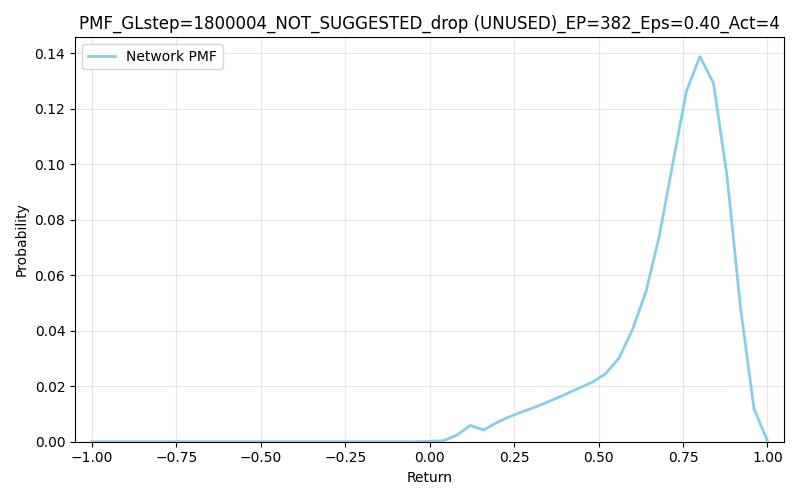 PMF_GLstep=1800004_NOT_SUGGESTED_drop (UNUSED)_EP=382_Eps=0.40_Act=4
Network PMF
0.14
0.12
0.10
0.08
0.06
0.04
0.02
0.00
Probability
−1.00 −0.75 −0.50 −0.25 0.00 0.25 0.50 0.75 1.00
Return